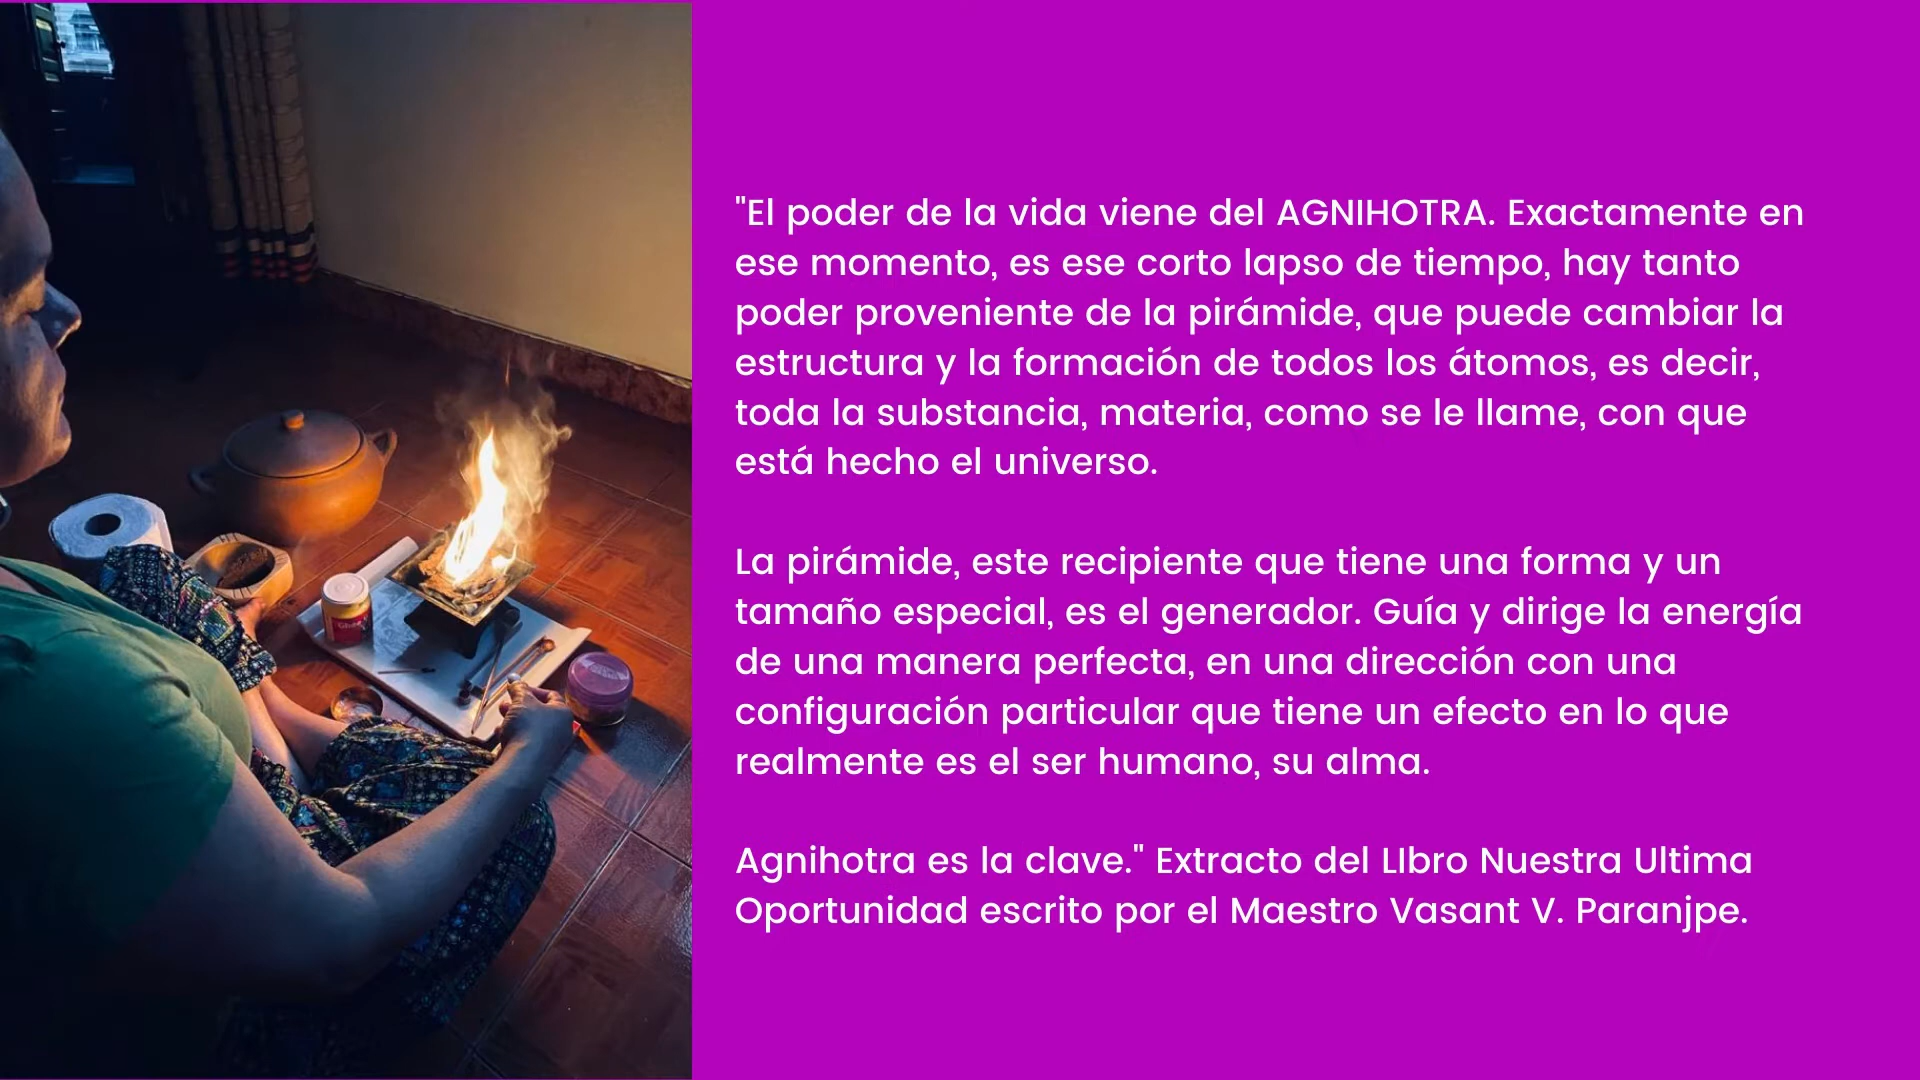 "El poder de la vida viene del AGNIHOTRA. Exactamente en
ese momento, es ese corto lapso de tiempo, hay tanto
poder proveniente de la pirámide, que puede cambiar la
estructura y la formación de todos los átomos, es decir,
toda la substancia, materia, como se le llame, con que
está hecho el universo.
La pirámide, este recipiente que tiene una forma y un
tamaño especial, es el generador. Guía y dirige la energía
de una manera perfecta, en una dirección con una
configuración particular que tiene un efecto en lo que
realmente es el ser humano, su alma.
Agnihotra es la clave." Extracto del LIbro Nuestra Ultima
Oportunidad escrito por el Maestro Vasant V. Paranjpe.